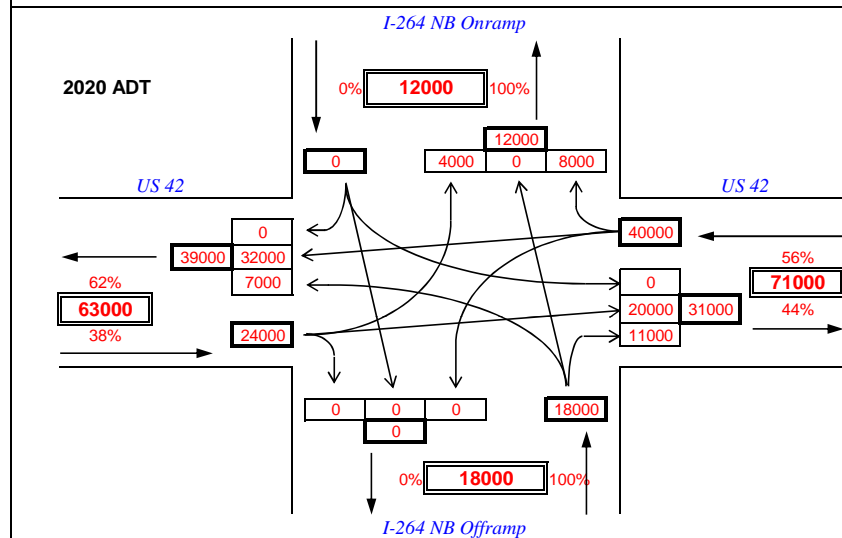 I-264 NB Onramp
2020 ADT
0% 12000 100%
12000
0 4000 0 8000
US 42 US 42
0 40000
39000 32000 56%
62% 7000 0 71000
63000 20000 31000 44%
38% 24000 11000
0 0 0 18000
0
0% 18000 100%
I-264 NB Offramp